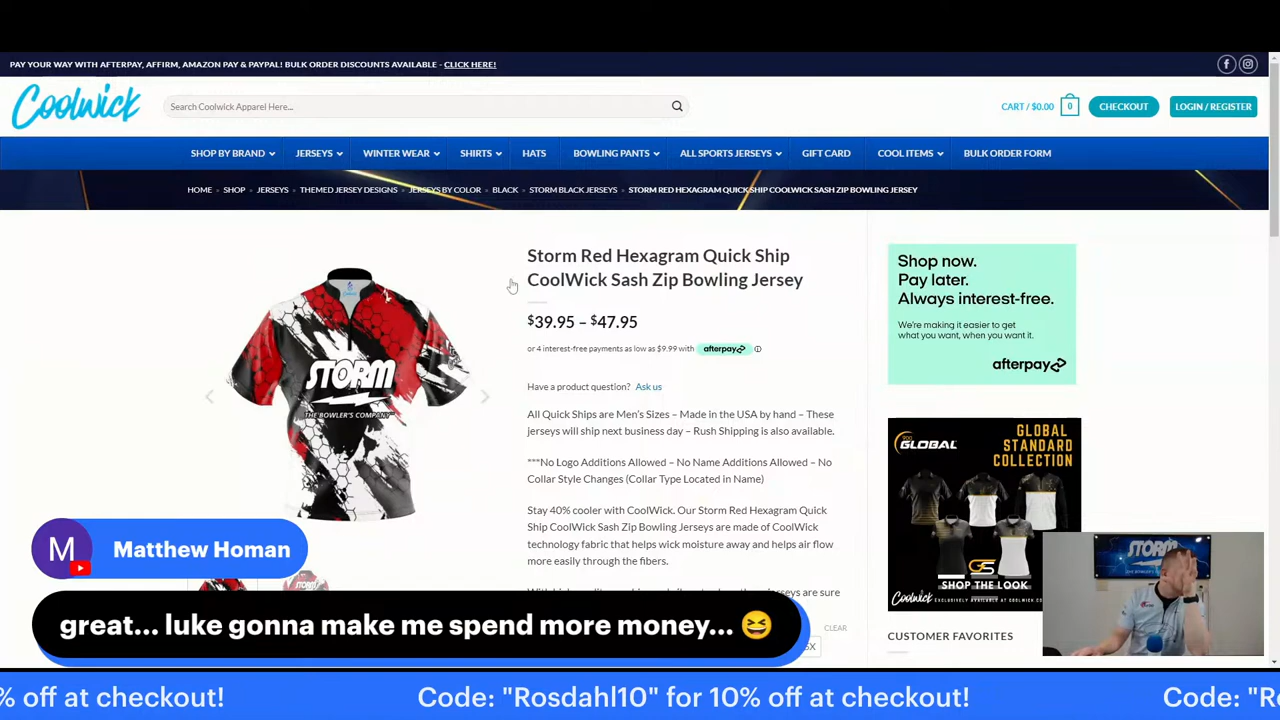 PAY YOUR WAY WITH AFTERPAY, AFFIRM, AMAZON PAY & PAYPAL! BULK ORDER DISCOUNTS AVAILABLE - CLICK HERE!
Coolwick
Search Coolwick Apparel Here...
CART / $0.00
0
CHECKOUT
LOGIN / REGISTER
SHOP BY BRAND
JERSEYS
WINTER WEAR
SHIRTS
HATS
BOWLING PANTS
ALL SPORTS JERSEYS
GIFT CARD
COOL ITEMS
BULK ORDER FORM
HOME » SHOP » JERSEYS » THEMED JERSEY DESIGNS » JERSEYS BY COLOR » BLACK » STORM BLACK JERSEYS » STORM RED HEXAGRAM QUICK SHIP COOLWICK SASH ZIP BOWLING JERSEY
STORM
THE BOWLER'S COMPANY™
Storm Red Hexagram Quick Ship
CoolWick Sash Zip Bowling Jersey
$39.95 – $47.95
or 4 interest-free payments as low as $9.99 with afterpay
Have a product question? Ask us
All Quick Ships are Men's Sizes – Made in the USA by hand – These
jerseys will ship next business day – Rush Shipping is also available.
***No Logo Additions Allowed – No Name Additions Allowed – No
Collar Style Changes (Collar Type Located in Name)
Stay 40% cooler with CoolWick. Our Storm Red Hexagram Quick
Ship CoolWick Sash Zip Bowling Jerseys are made of CoolWick
technology fabric that helps wick moisture away and helps air flow
more easily through the fibers.
CLEAR
Shop now.
Pay later.
Always interest-free.
We're making it easier to get
what you want, when you want it.
afterpay
900 GLOBAL
GLOBAL
STANDARD
COLLECTION
GS
SHOP THE LOOK
Coolwick
EXCLUSIVELY AVAILABLE AT COOLWICK.COM
CUSTOMER FAVORITES
STORM
M
Matthew Homan
great... luke gonna make me spend more money... 😆
% off at checkout!
Code: "Rosdahl10" for 10% off at checkout!
Code: "Ro